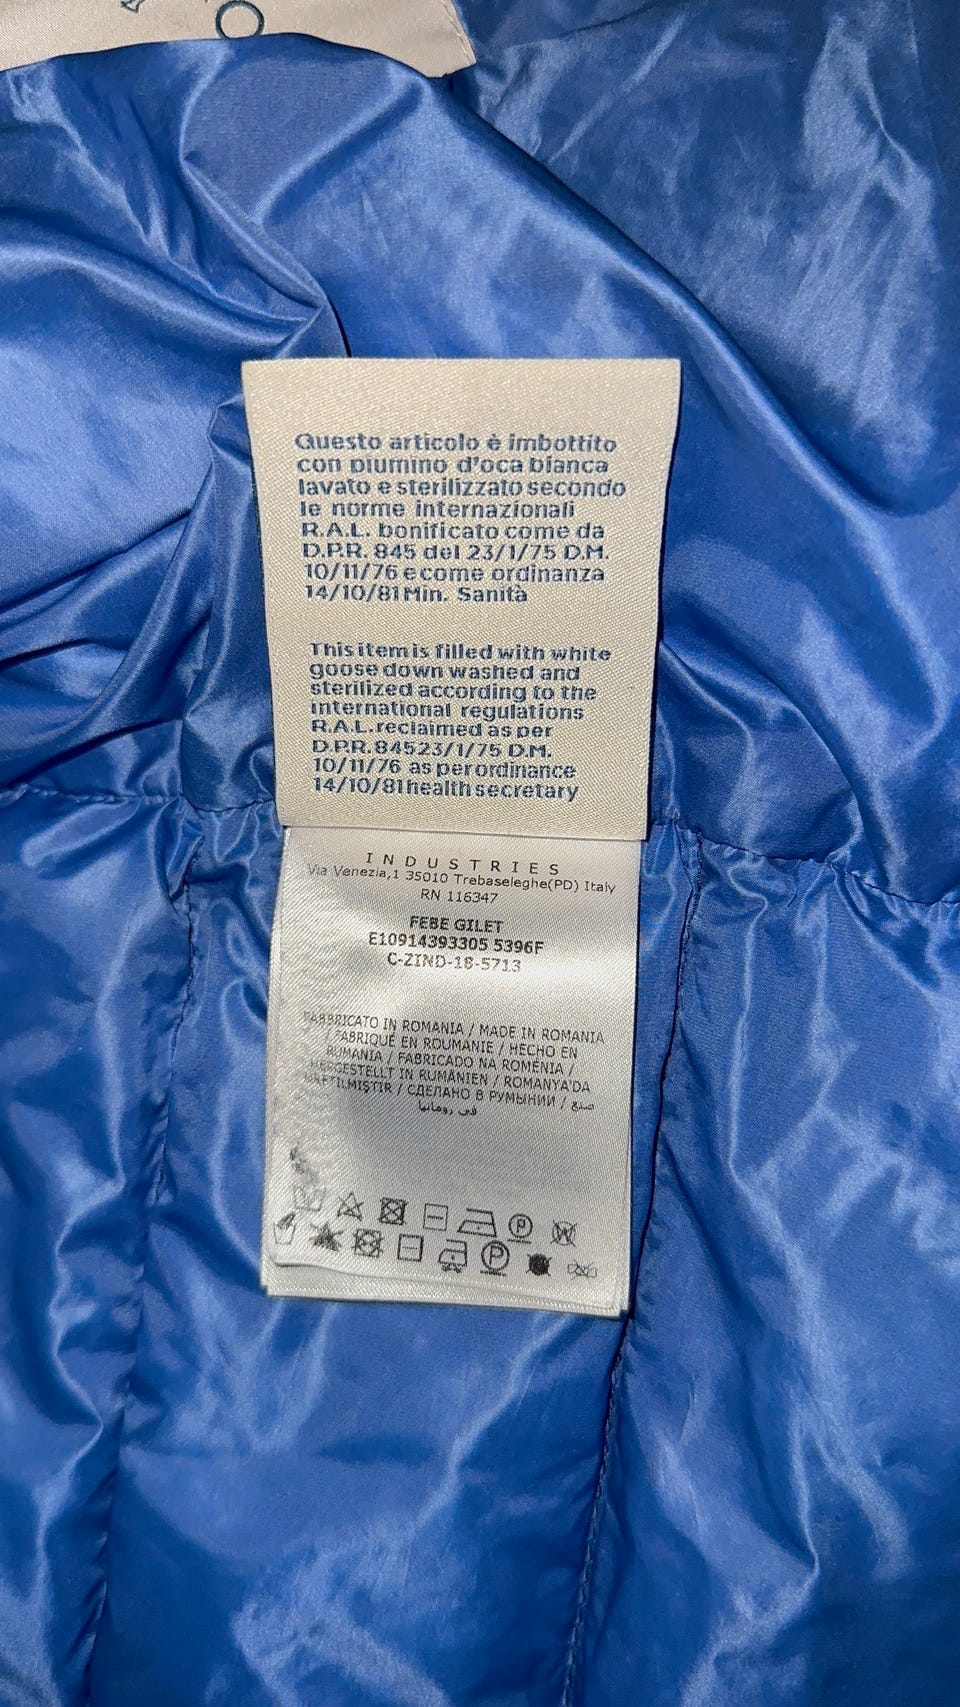 Questo articolo è imbottito
con piumino d'oca bianca
lavato e sterilizzato secondo
le norme internazionali
R.A.L. bonificato come da
D.P.R. 845 del 23/1/75 D.M.
10/11/76 e come ordinanza
14/10/81 Min. Sanità
This item is filled with white
goose down washed and
sterilized according to the
international regulations
R.A.L. reclaimed as per
D.P.R. 84523/1/75 D.M.
10/11/76 as per ordinance
14/10/81 health secretary
INDUSTRIES
Via Venezia,1 35010 Trebaseleghe(PD) Italy
RN 116347
FEBE GILET
E10914393305 5396F
C-ZIND-18-5713
FABBRICATO IN ROMANIA / MADE IN ROMANIA
/ FABRIQUÉ EN ROUMANIE / HECHO EN
RUMANIA / FABRICADO NA ROMÉNIA /
HERGESTELLT IN RUMÄNIEN / ROMANYA'DA
ÜRETILMIŞTIR / СДЕЛАНО В РУМЫНИИ / صنع
في رومانيا
P W
P